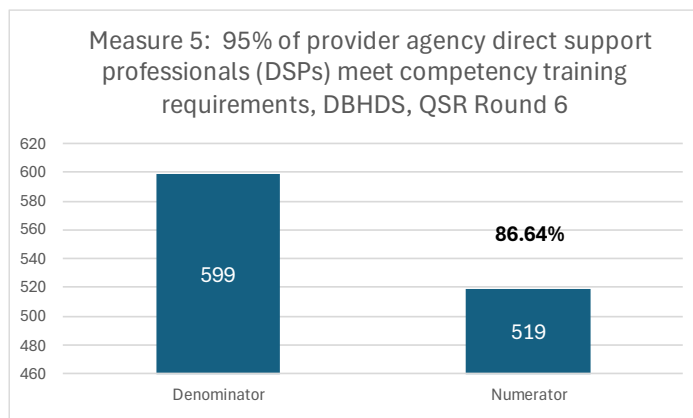 Measure 5:  95% of provider agency direct support
professionals (DSPs) meet competency training
requirements, DBHDS, QSR Round 6
620
600
580
560
540
520
500
480
460
599
86.64%
519
Denominator
Numerator